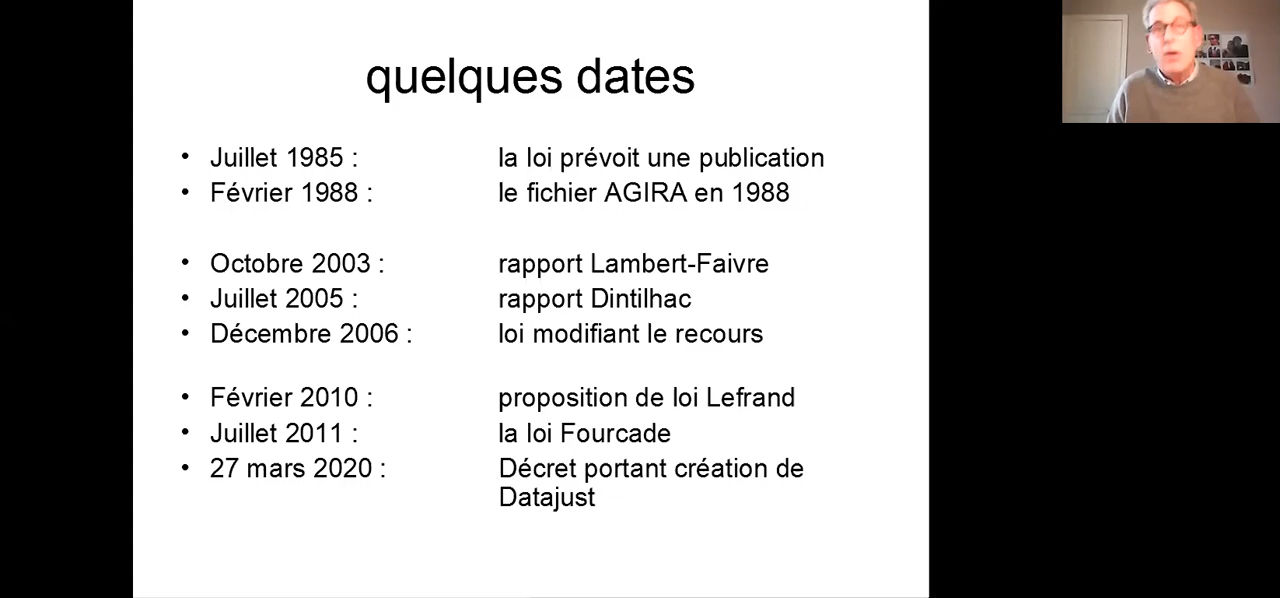 quelques dates
• Juillet 1985 : la loi prévoit une publication
• Février 1988 : le fichier AGIRA en 1988
• Octobre 2003 : rapport Lambert-Faivre
• Juillet 2005 : rapport Dintilhac
• Décembre 2006 : loi modifiant le recours
• Février 2010 : proposition de loi Lefrand
• Juillet 2011 : la loi Fourcade
• 27 mars 2020 : Décret portant création de
Datajust